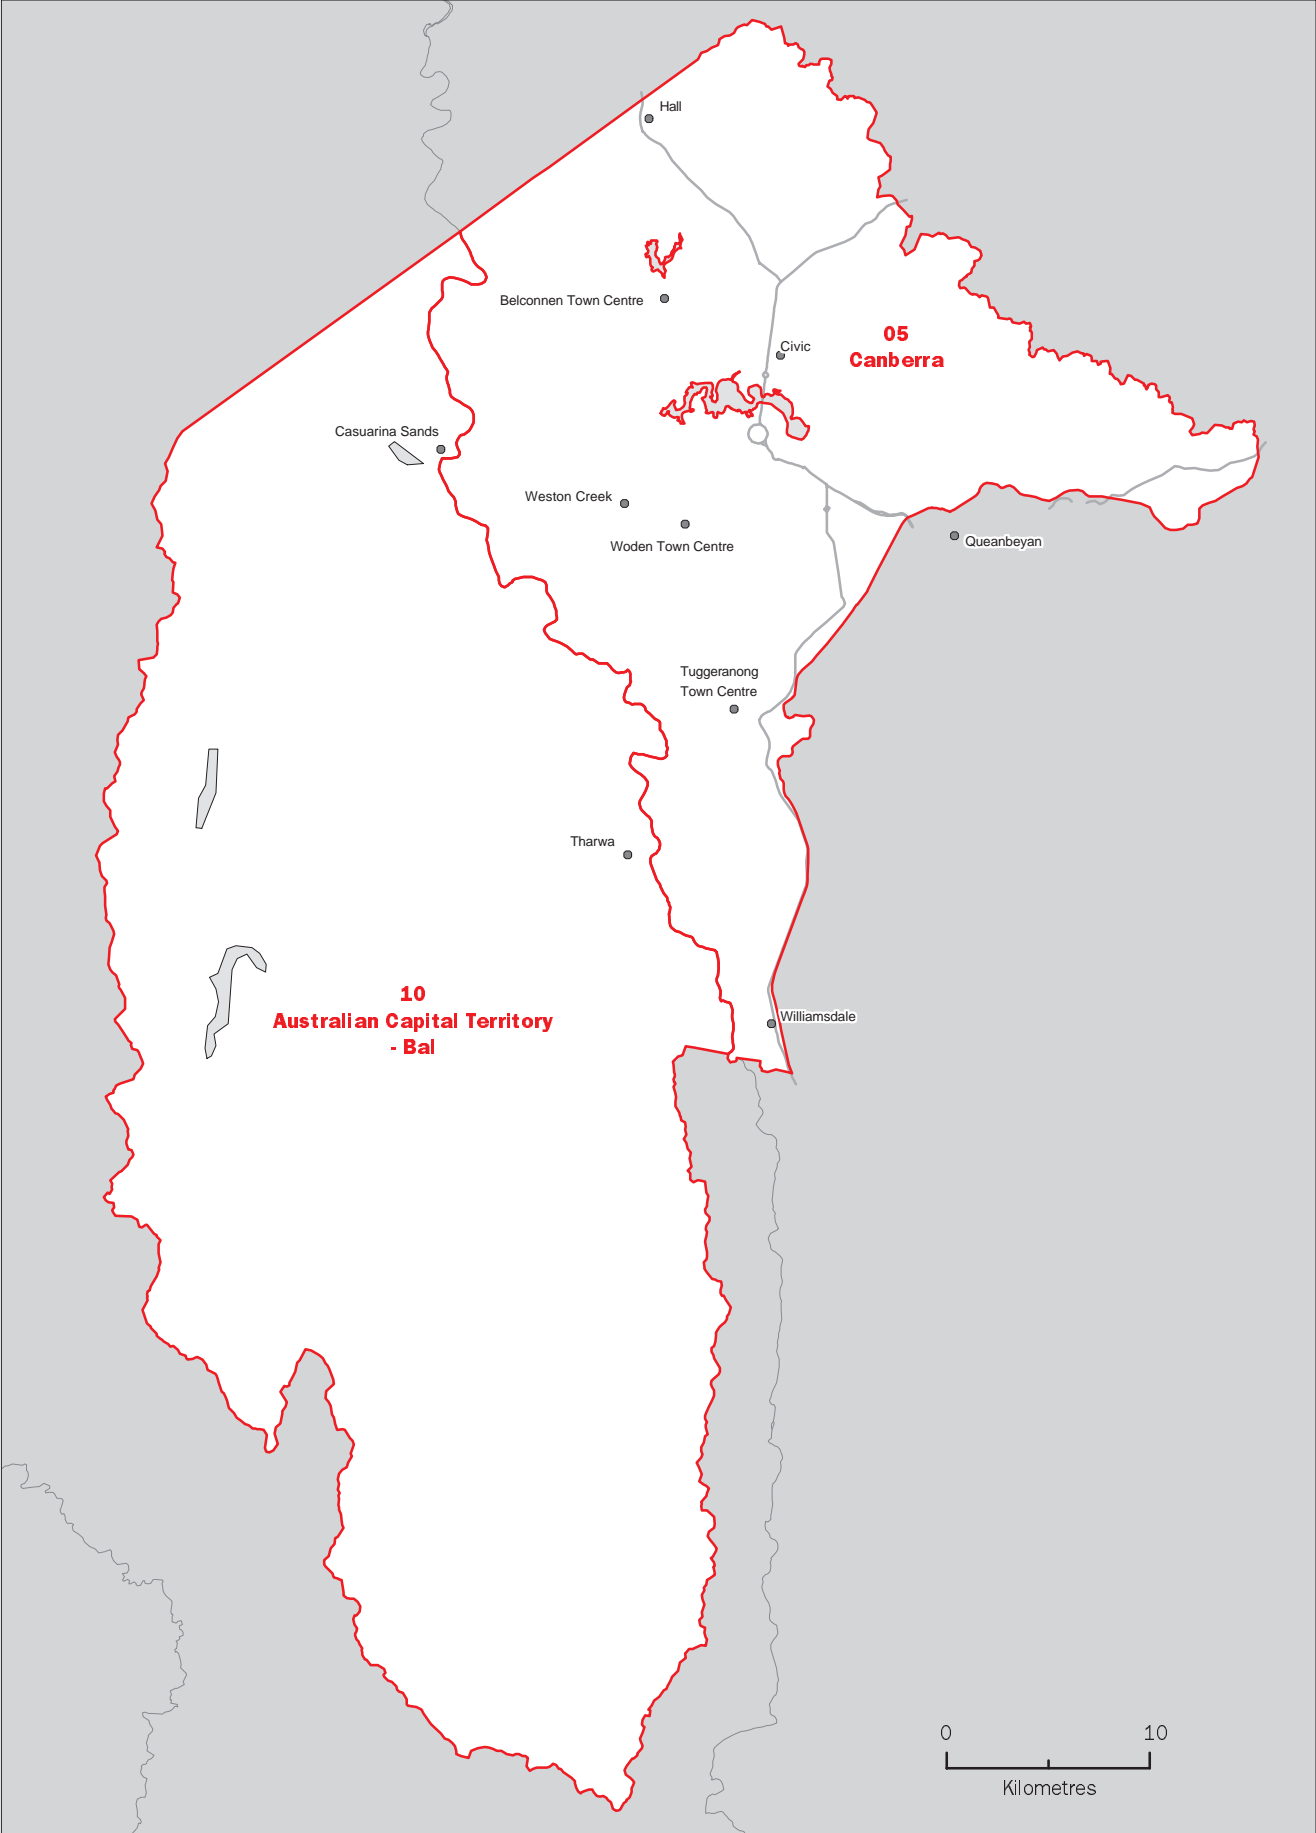 Hall
Belconnen Town Centre
05
Canberra
Civic
Casuarina Sands
Weston Creek
Woden Town Centre
Queanbeyan
Tuggeranong
Town Centre
Tharwa
10
Australian Capital Territory
- Bal
Williamsdale
0 10
Kilometres